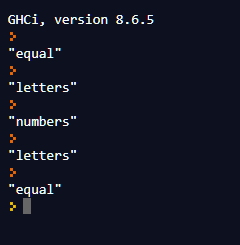 GHCi, version 8.6.5
>
"equal"
>
"letters"
>
"numbers"
>
"letters"
>
"equal"
>